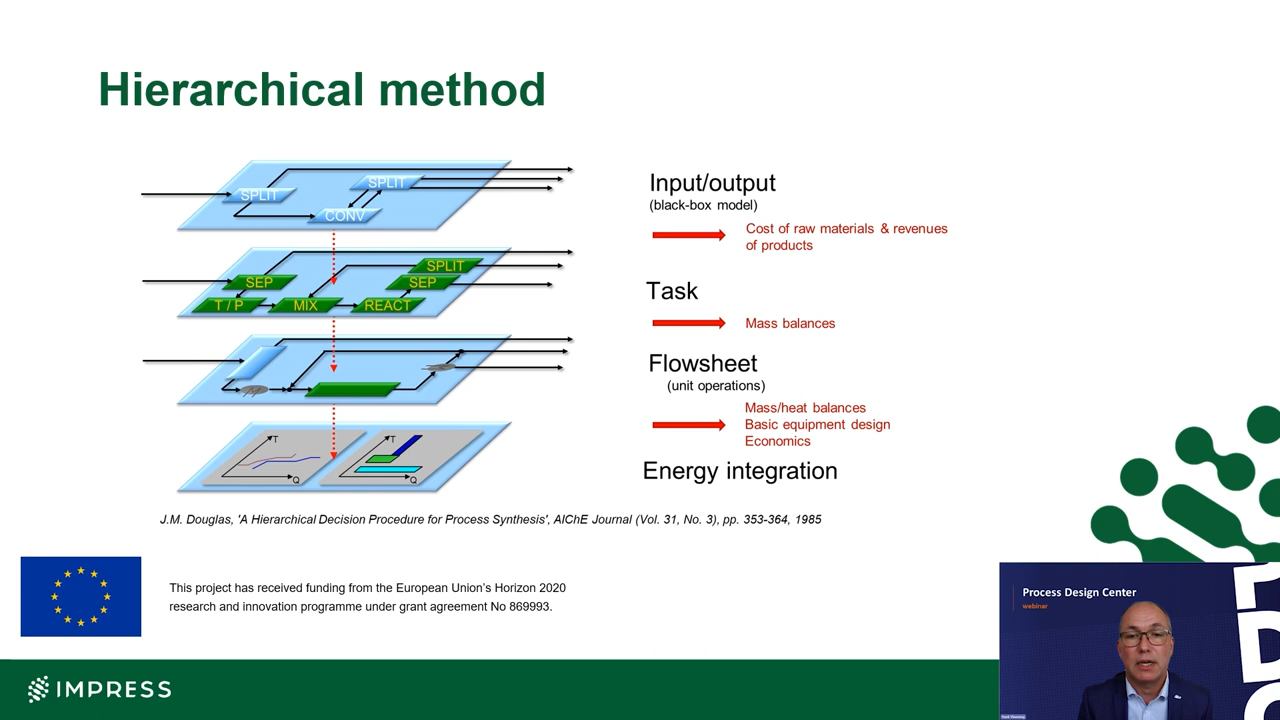 Hierarchical method
SPLIT
SPLIT
CONV
SPLIT
SEP
SEP
T / P
MIX
REACT
T
Q
T
Q
Input/output
(black-box model)
Cost of raw materials & revenues
of products
Task
Mass balances
Flowsheet
(unit operations)
Mass/heat balances
Basic equipment design
Economics
Energy integration
J.M. Douglas, 'A Hierarchical Decision Procedure for Process Synthesis', AIChE Journal (Vol. 31, No. 3), pp. 353-364, 1985
This project has received funding from the European Union’s Horizon 2020
research and innovation programme under grant agreement No 869993.
Process Design Center
webinar
P
D
IMPRESS